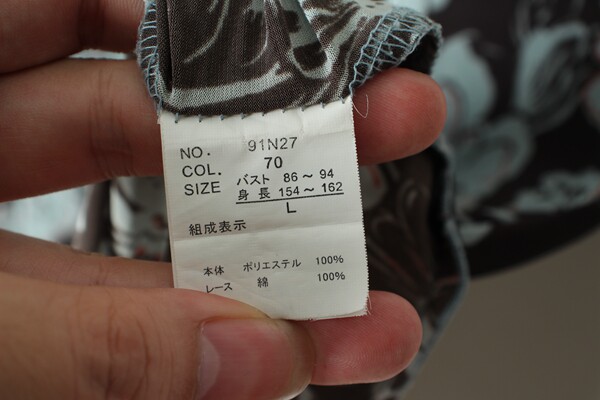 NO. 91N27
COL. 70
SIZE バスト 86～94
身長 154～162
L
組成表示
本体 ポリエステル 100%
レース 綿 100%